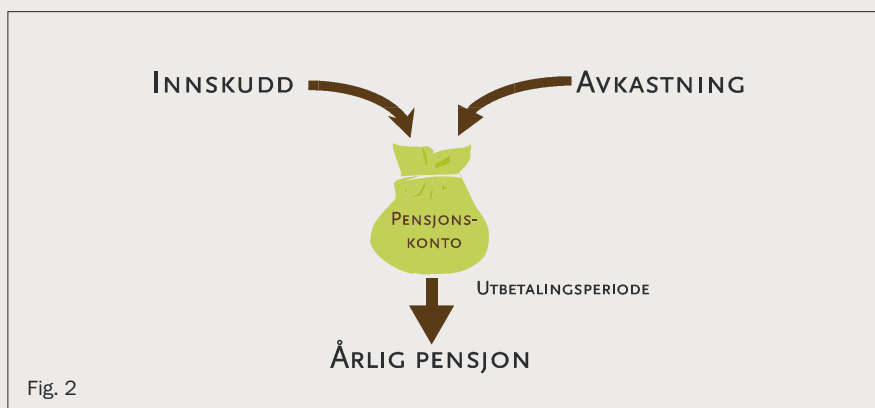 Innskudd
Avkastning
Pensjons-
konto
Utbetalingsperiode
Årlig pensjon
Fig. 2